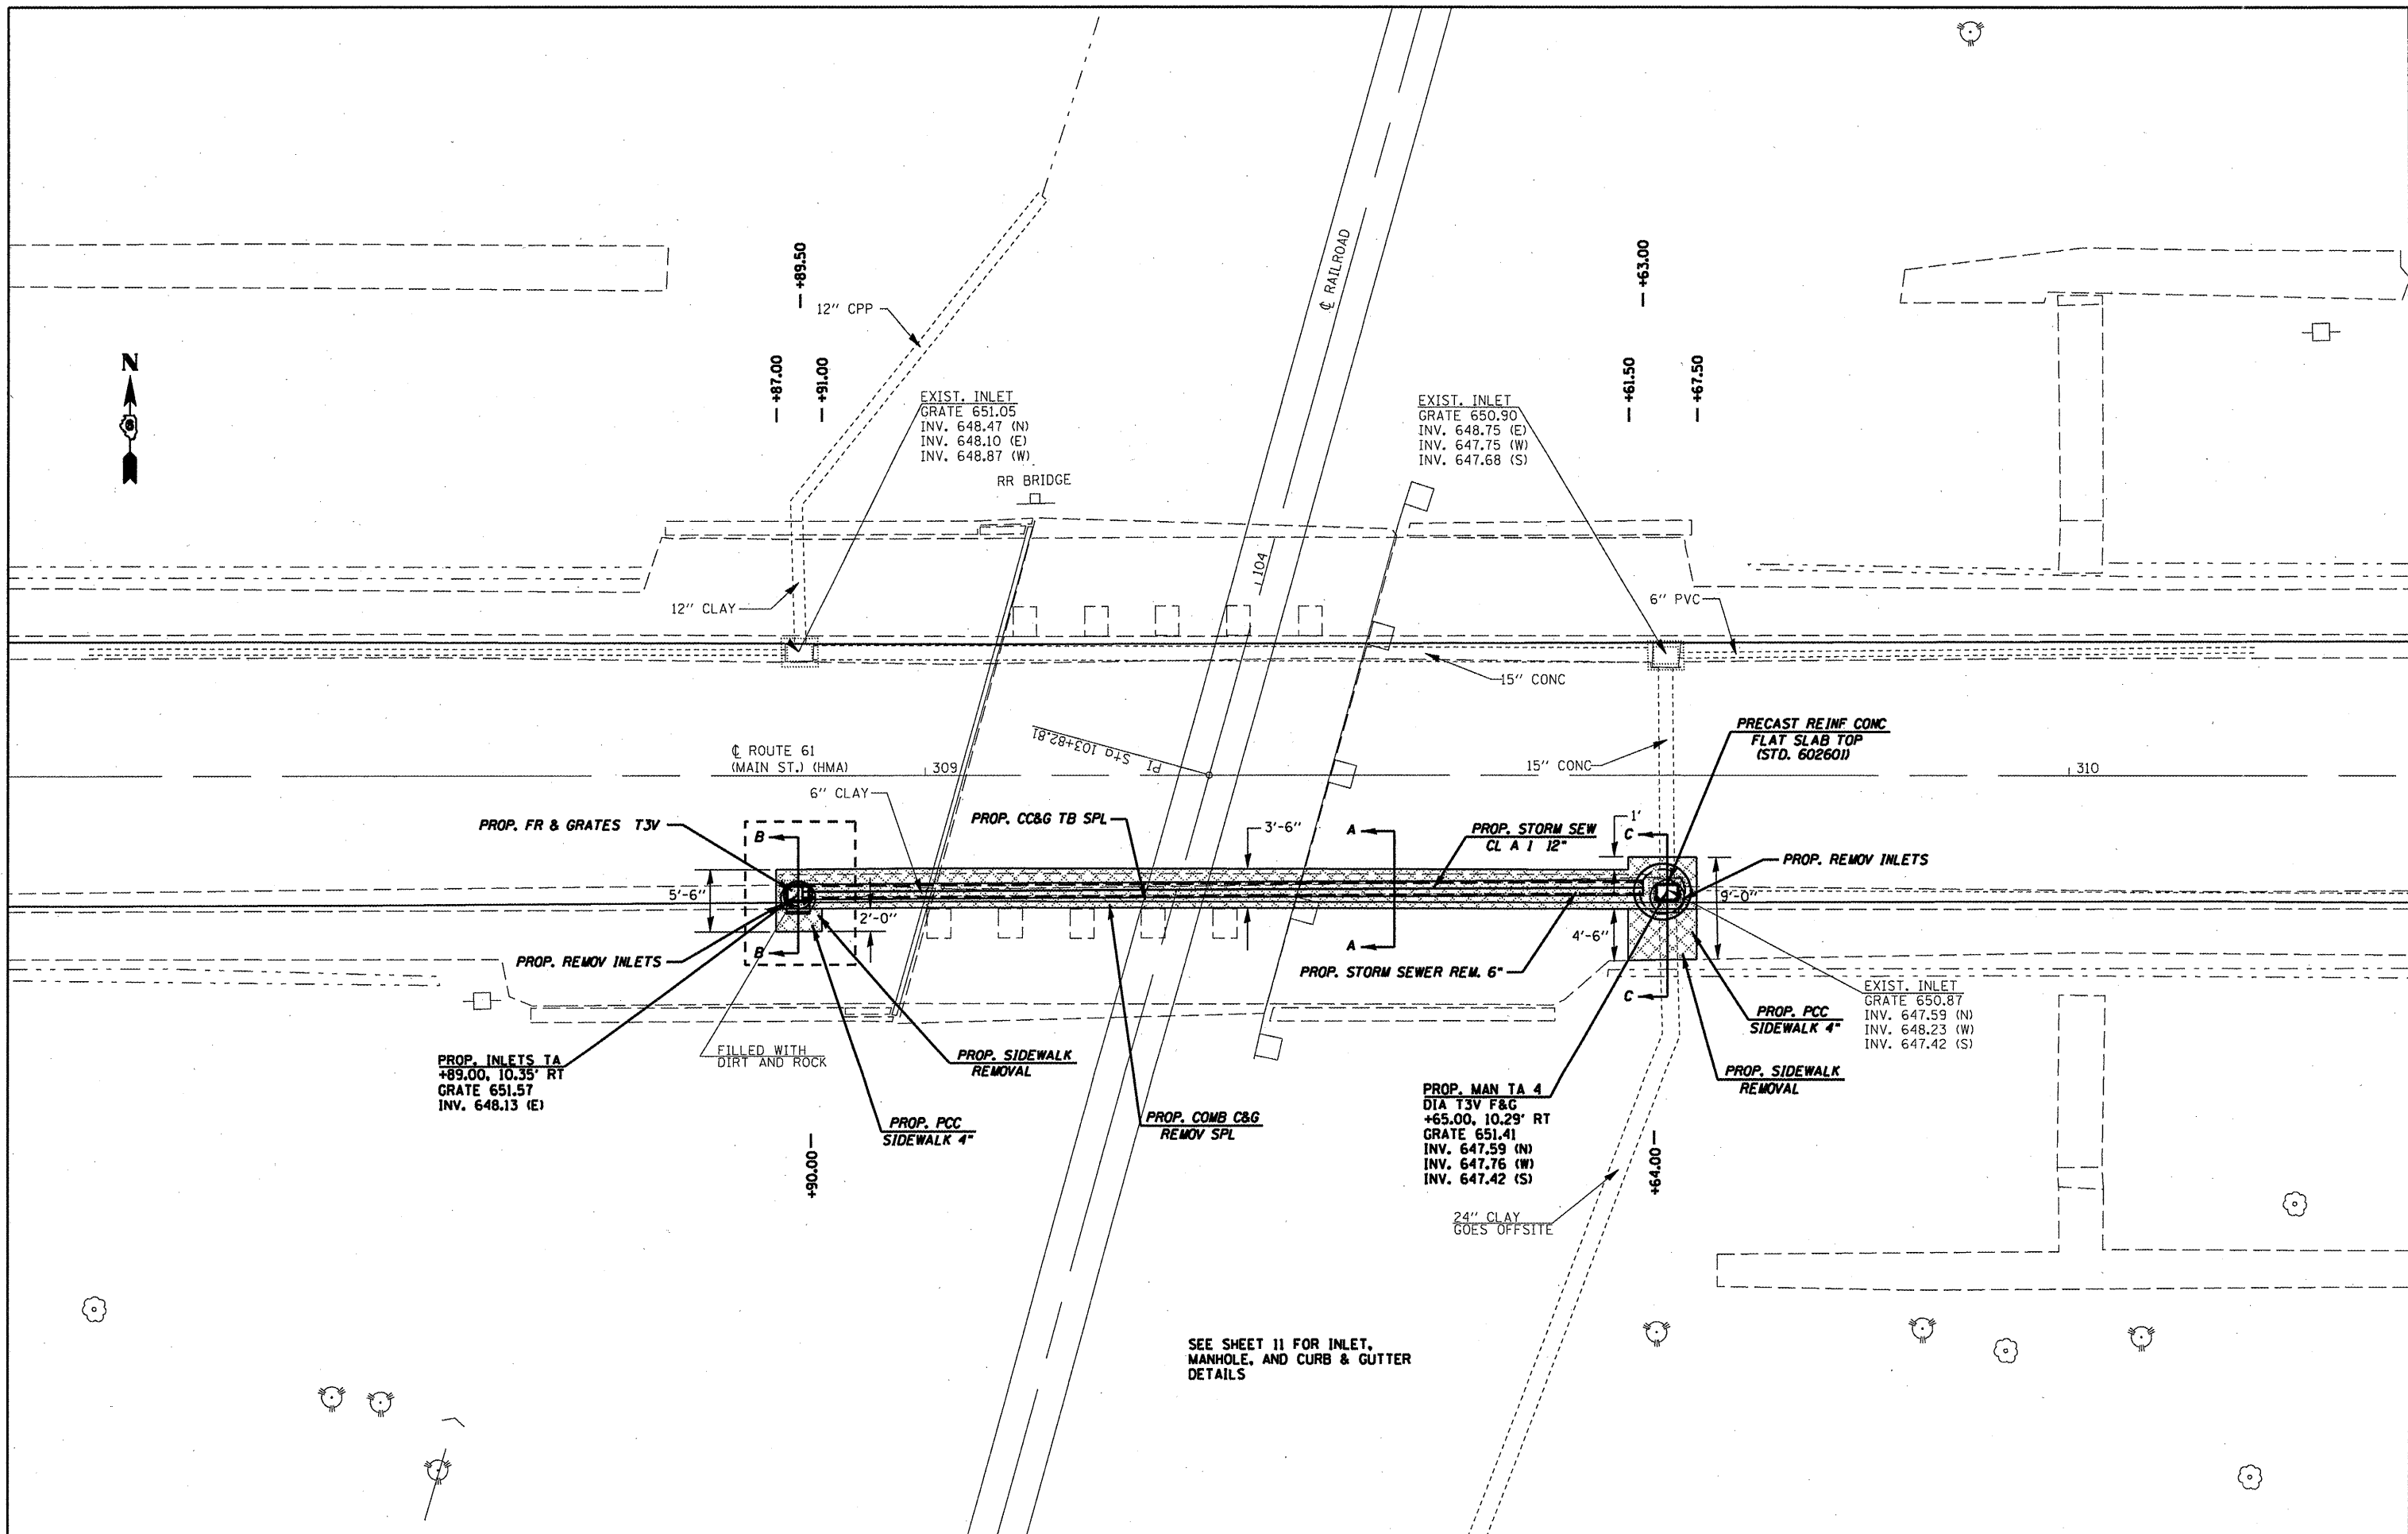 +89.50
+63.00
12" CPP
℄ RAILROAD
N
+87.00
+91.00
+61.50
+67.50
EXIST. INLET
GRATE 651.05
INV. 648.47 (N)
INV. 648.10 (E)
INV. 648.87 (W)
EXIST. INLET
GRATE 650.90
INV. 648.75 (E)
INV. 647.75 (W)
INV. 647.68 (S)
RR BRIDGE
104
12" CLAY
6" PVC
15" CONC
PRECAST REINF CONC
FLAT SLAB TOP
(STD. 602601)
PI Sta 103+82.81
℄ ROUTE 61
(MAIN ST.) (HMA)
309
15" CONC
310
6" CLAY
PROP. FR & GRATES T3V
PROP. CC&G TB SPL
3'-6"
A
PROP. STORM SEW
CL A 1 12"
1'
C
PROP. REMOV INLETS
B
5'-6"
2'-0"
9'-0"
4'-6"
PROP. REMOV INLETS
B
A
PROP. STORM SEWER REM. 6"
C
EXIST. INLET
GRATE 650.87
INV. 647.59 (N)
INV. 648.23 (W)
INV. 647.42 (S)
PROP. PCC
SIDEWALK 4"
FILLED WITH
DIRT AND ROCK
PROP. SIDEWALK
REMOVAL
PROP. INLETS TA
+89.00, 10.35' RT
GRATE 651.57
INV. 648.13 (E)
PROP. SIDEWALK
REMOVAL
PROP. MAN TA 4
DIA T3V F&G
+65.00, 10.29' RT
GRATE 651.41
INV. 647.59 (N)
INV. 647.76 (W)
INV. 647.42 (S)
PROP. PCC
SIDEWALK 4"
PROP. COMB C&G
REMOV SPL
+90.00
+64.00
24" CLAY
GOES OFFSITE
SEE SHEET 11 FOR INLET,
MANHOLE, AND CURB & GUTTER
DETAILS